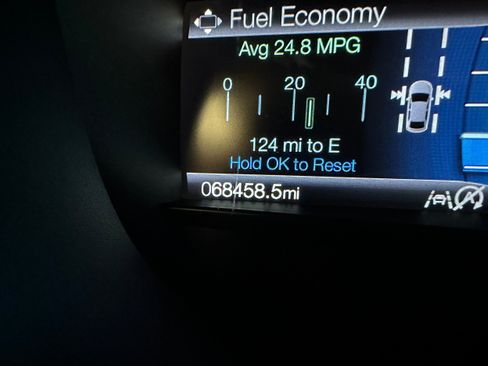 Fuel Economy
Avg 24.8 MPG
0 20 40
124 mi to E
Hold OK to Reset
068458.5mi